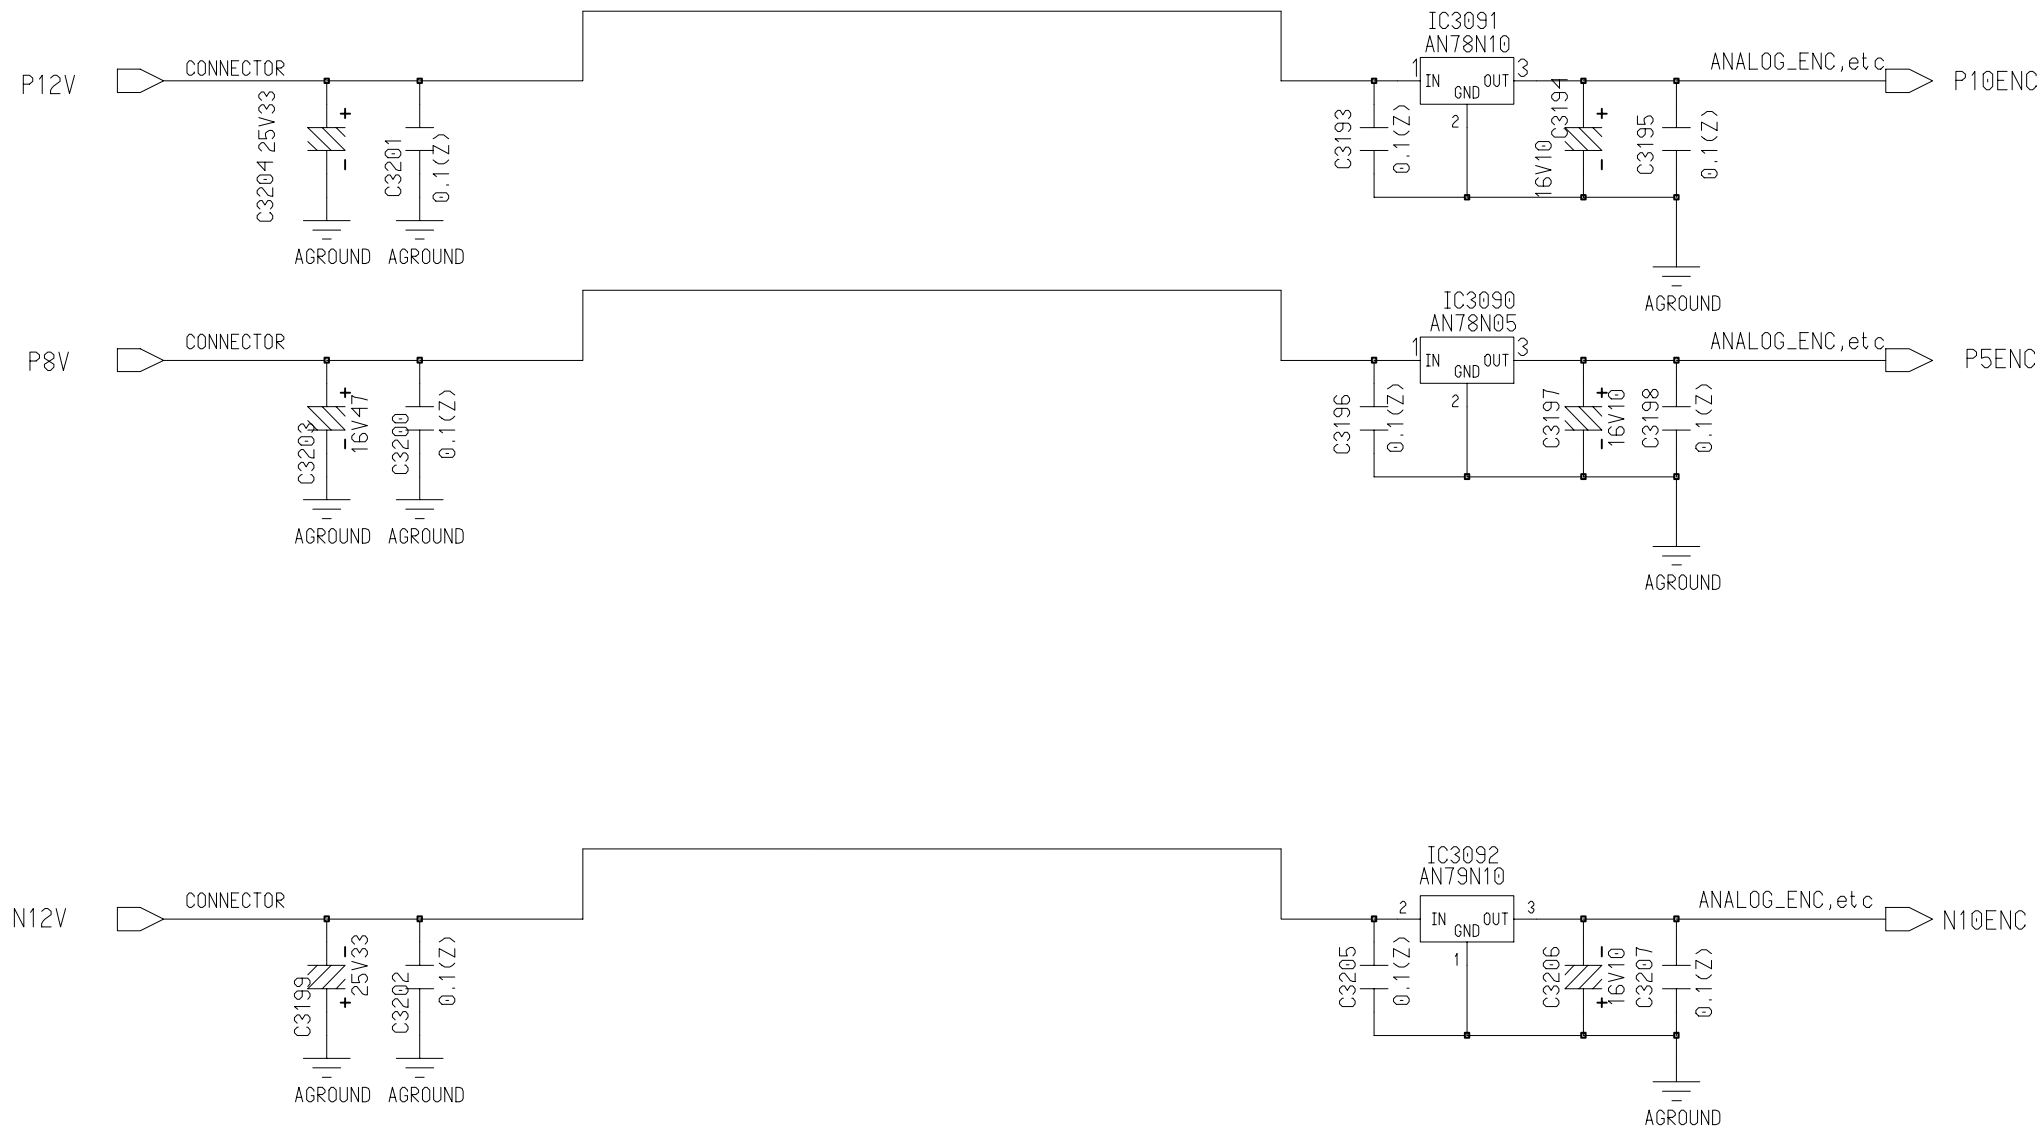 IC3091
AN78N10
P12V
CONNECTOR
1
IN
OUT
GND
3
2
ANALOG_ENC,etc
P10ENC
C3204 25V33
+
-
C3201
0.1(Z)
C3193
0.1(Z)
16V10
C3194
+
-
C3195
0.1(Z)
AGROUND
AGROUND
AGROUND
IC3090
AN78N05
P8V
CONNECTOR
1
IN
OUT
GND
3
2
ANALOG_ENC,etc
P5ENC
C3203
+
-
16V47
C3200
0.1(Z)
C3196
0.1(Z)
C3197
+
-
16V10
C3198
0.1(Z)
AGROUND
AGROUND
AGROUND
IC3092
AN79N10
N12V
CONNECTOR
2
IN
OUT
GND
3
1
ANALOG_ENC,etc
N10ENC
C3199
-
+
25V33
C3202
0.1(Z)
C3205
0.1(Z)
C3206
-
+
16V10
C3207
0.1(Z)
AGROUND
AGROUND
AGROUND